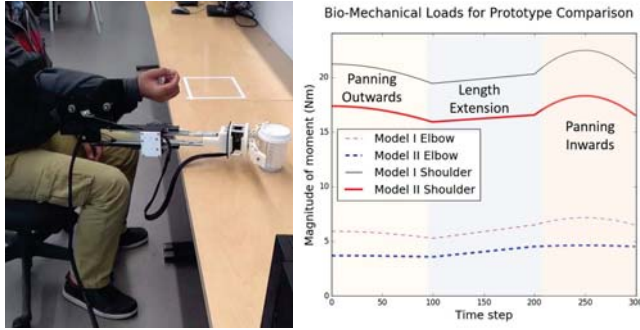 Bio-Mechanical Loads for Prototype Comparison
Magnitude of moment (Nm)
20
15
10
5
0
Panning
Outwards
Length
Extension
Panning
Inwards
Model I Elbow
Model II Elbow
Model I Shoulder
Model II Shoulder
0
50
100
150
200
250
300
Time step